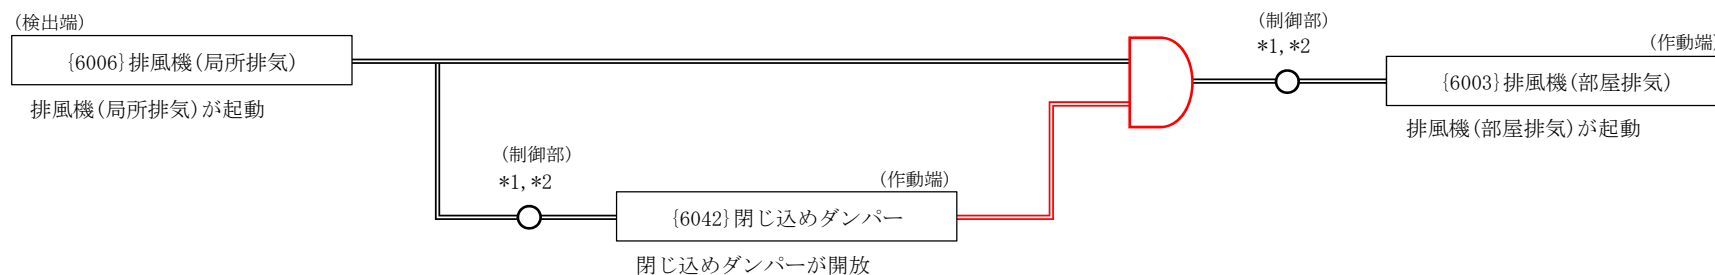 (検出端)
{6006}排風機(局所排気)
排風機(局所排気)が起動
(制御部)
*1,*2
(作動端)
{6042}閉じ込めダンパー
閉じ込めダンパーが開放
(制御部)
*1,*2
(作動端)
{6003}排風機(部屋排気)
排風機(部屋排気)が起動